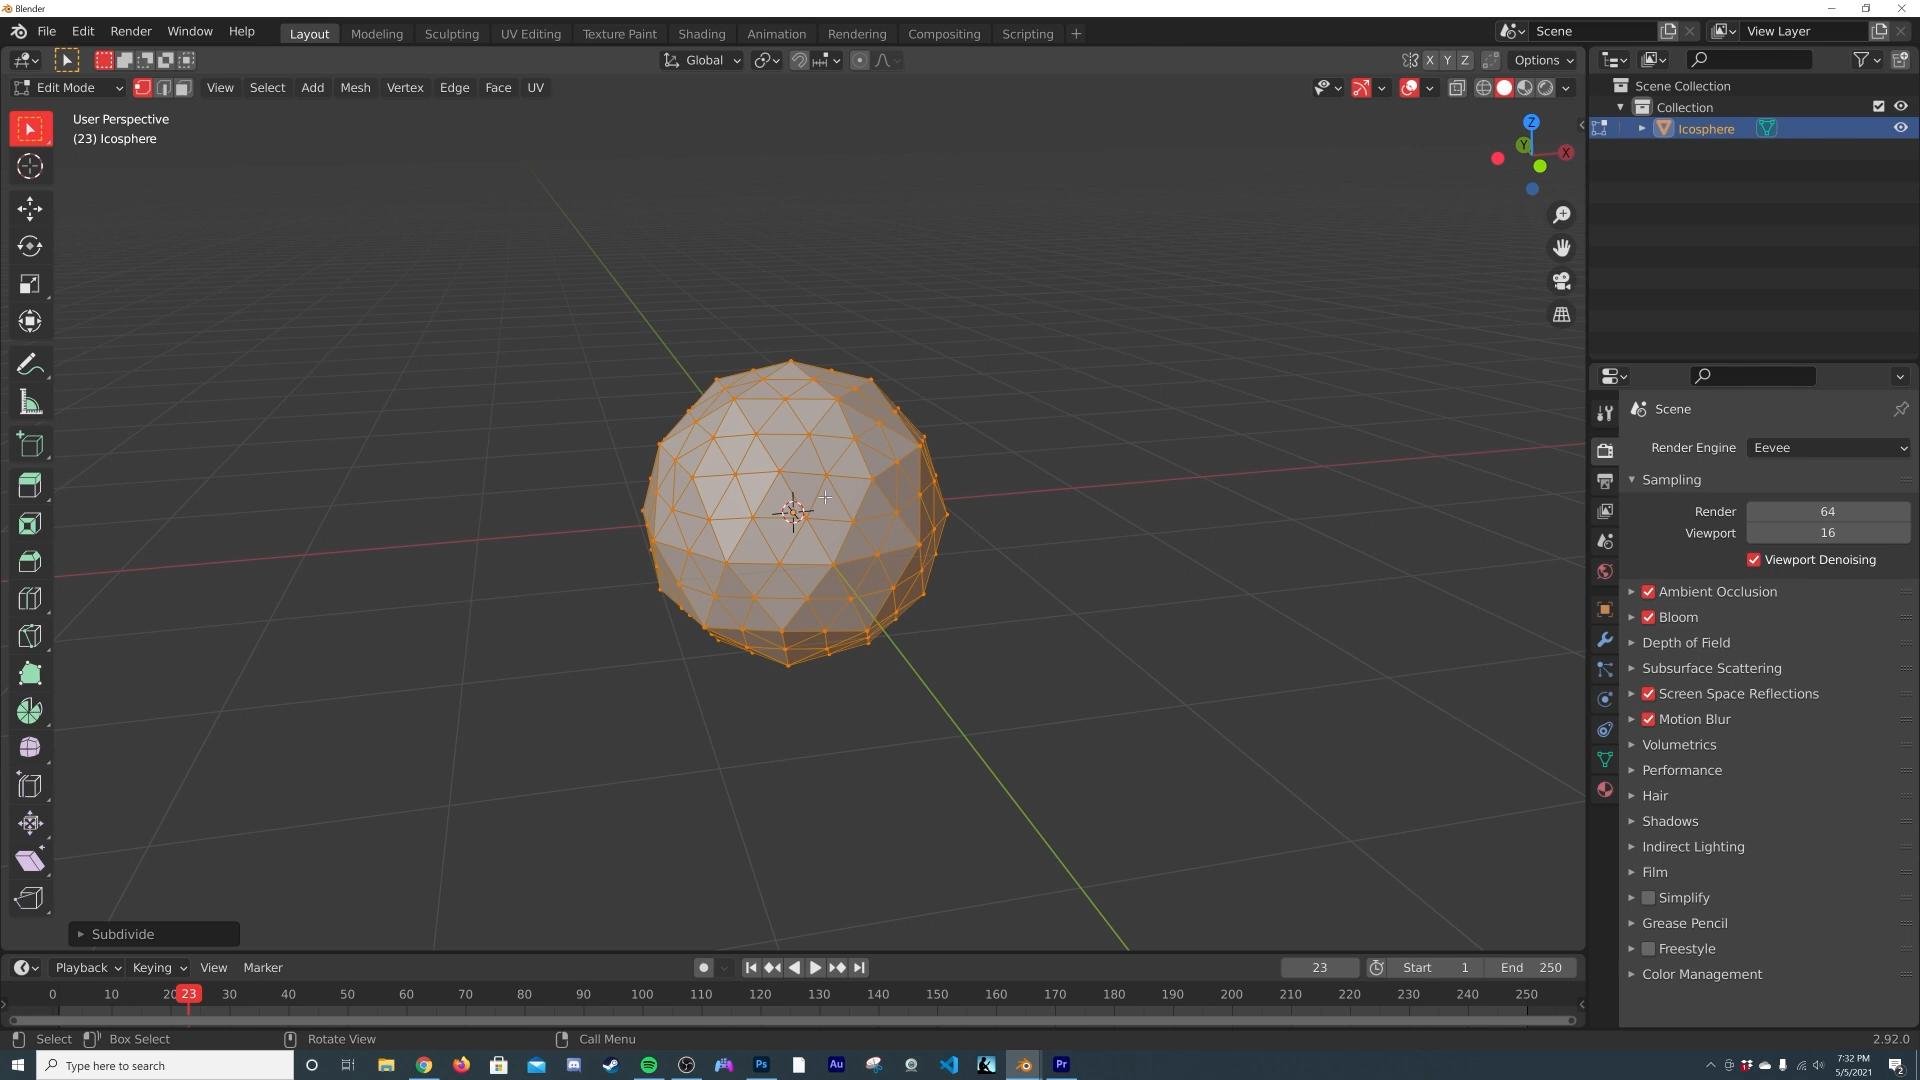 Blender
File Edit Render Window Help Layout Modeling Sculpting UV Editing Texture Paint Shading Animation Rendering Compositing Scripting + Scene View Layer
Global X Y Z Options
Edit Mode View Select Add Mesh Vertex Edge Face UV
User Perspective
(23) Icosphere
Z
Y
X
Scene Collection
Collection
Icosphere
Scene
Render Engine Eevee
Sampling
Render 64
Viewport 16
Viewport Denoising
Ambient Occlusion
Bloom
Depth of Field
Subsurface Scattering
Screen Space Reflections
Motion Blur
Volumetrics
Performance
Hair
Shadows
Indirect Lighting
Film
Simplify
Grease Pencil
Freestyle
Color Management
Subdivide
Playback Keying View Marker 23 Start 1 End 250
0 10 20 23 30 40 50 60 70 80 90 100 110 120 130 140 150 160 170 180 190 200 210 220 230 240 250
Select Box Select Rotate View Call Menu 2.92.0
Type here to search Ps Au Pr
7:32 PM
5/5/2021
2